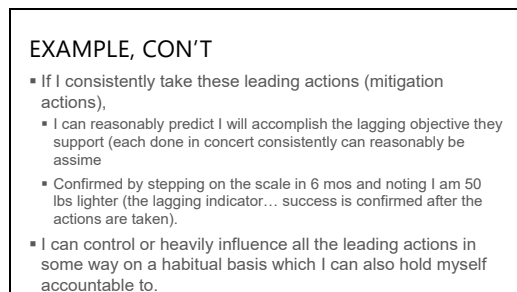 EXAMPLE, CON’T
▪ If I consistently take these leading actions (mitigation
actions),
▪ I can reasonably predict I will accomplish the lagging objective they
support (each done in concert consistently can reasonably be
assime
▪ Confirmed by stepping on the scale in 6 mos and noting I am 50
lbs lighter (the lagging indicator… success is confirmed after the
actions are taken).
▪ I can control or heavily influence all the leading actions in
some way on a habitual basis which I can also hold myself
accountable to.